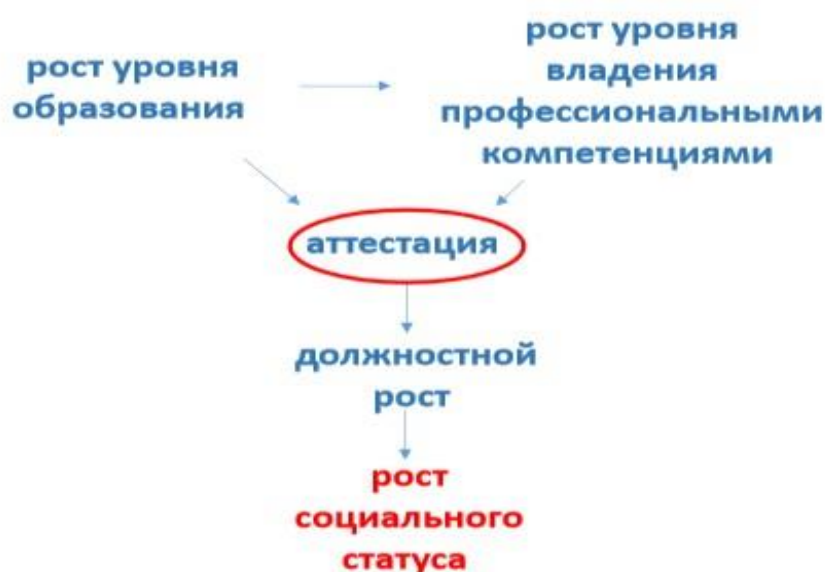 рост уровня
образования
рост уровня
владения
профессиональными
компетенциями
аттестация
должностной
рост
рост
социального
статуса